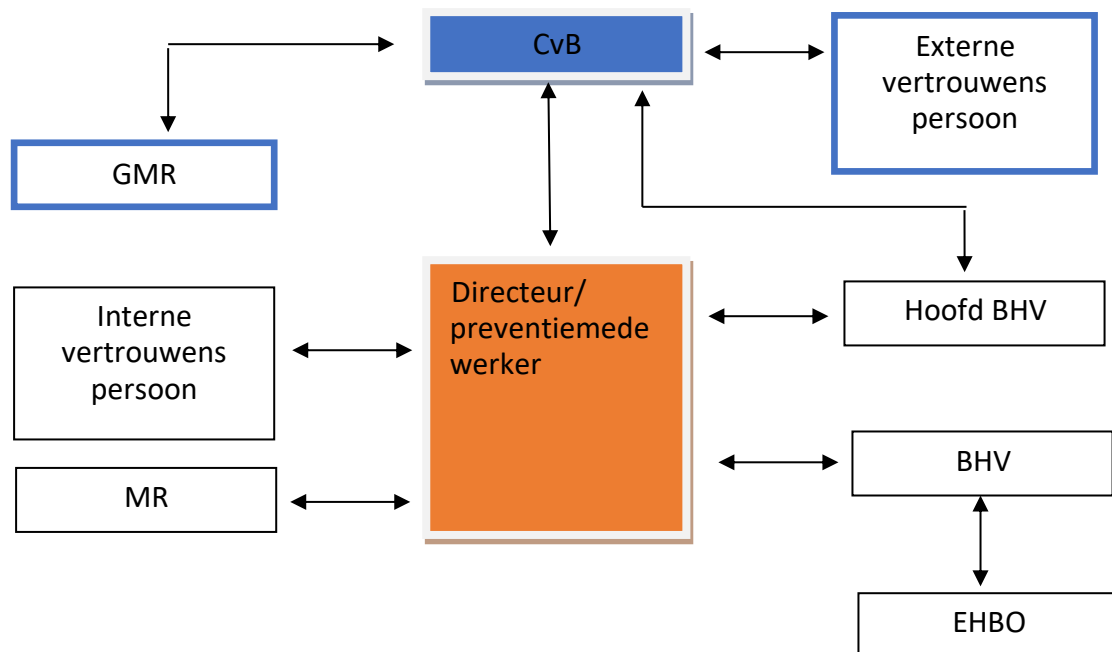 CvB
Externe
vertrouwens
persoon
GMR
Directeur/
preventiemede
werker
Interne
vertrouwens
persoon
Hoofd BHV
MR
BHV
EHBO